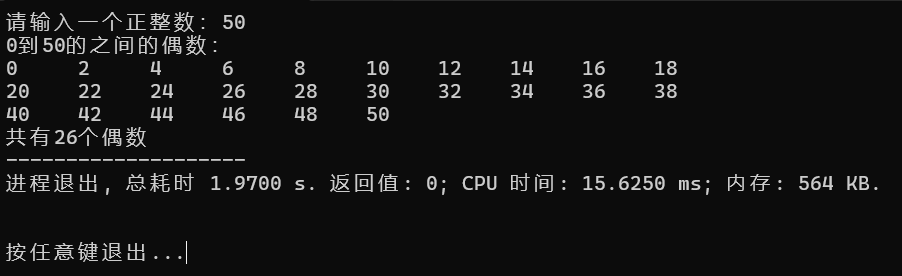 请输入一个正整数: 50
0到50的之间的偶数:
0 2 4 6 8 10 12 14 16 18
20 22 24 26 28 30 32 34 36 38
40 42 44 46 48 50
共有26个偶数
--------------------
进程退出, 总耗时 1.9700 s. 返回值: 0; CPU 时间: 15.6250 ms; 内存: 564 KB.
按任意键退出...